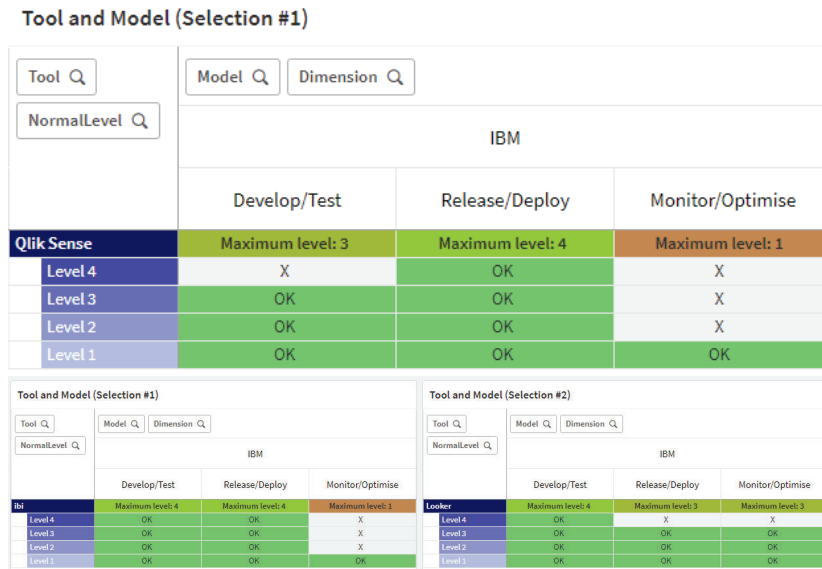 Tool and Model (Selection #1)
Tool Model Dimension
NormalLevel
IBM
Develop/Test Release/Deploy Monitor/Optimise
Qlik Sense Maximum level: 3 Maximum level: 4 Maximum level: 1
Level 4 X OK X
Level 3 OK OK X
Level 2 OK OK X
Level 1 OK OK OK
Tool and Model (Selection #1)
Tool Model Dimension
NormalLevel
IBM
Develop/Test Release/Deploy Monitor/Optimise
ibi Maximum level: 4 Maximum level: 4 Maximum level: 1
Level 4 OK OK X
Level 3 OK OK X
Level 2 OK OK X
Level 1 OK OK OK
Tool and Model (Selection #2)
Tool Model Dimension
NormalLevel
IBM
Develop/Test Release/Deploy Monitor/Optimise
Looker Maximum level: 4 Maximum level: 3 Maximum level: 3
Level 4 OK X X
Level 3 OK OK OK
Level 2 OK OK OK
Level 1 OK OK OK